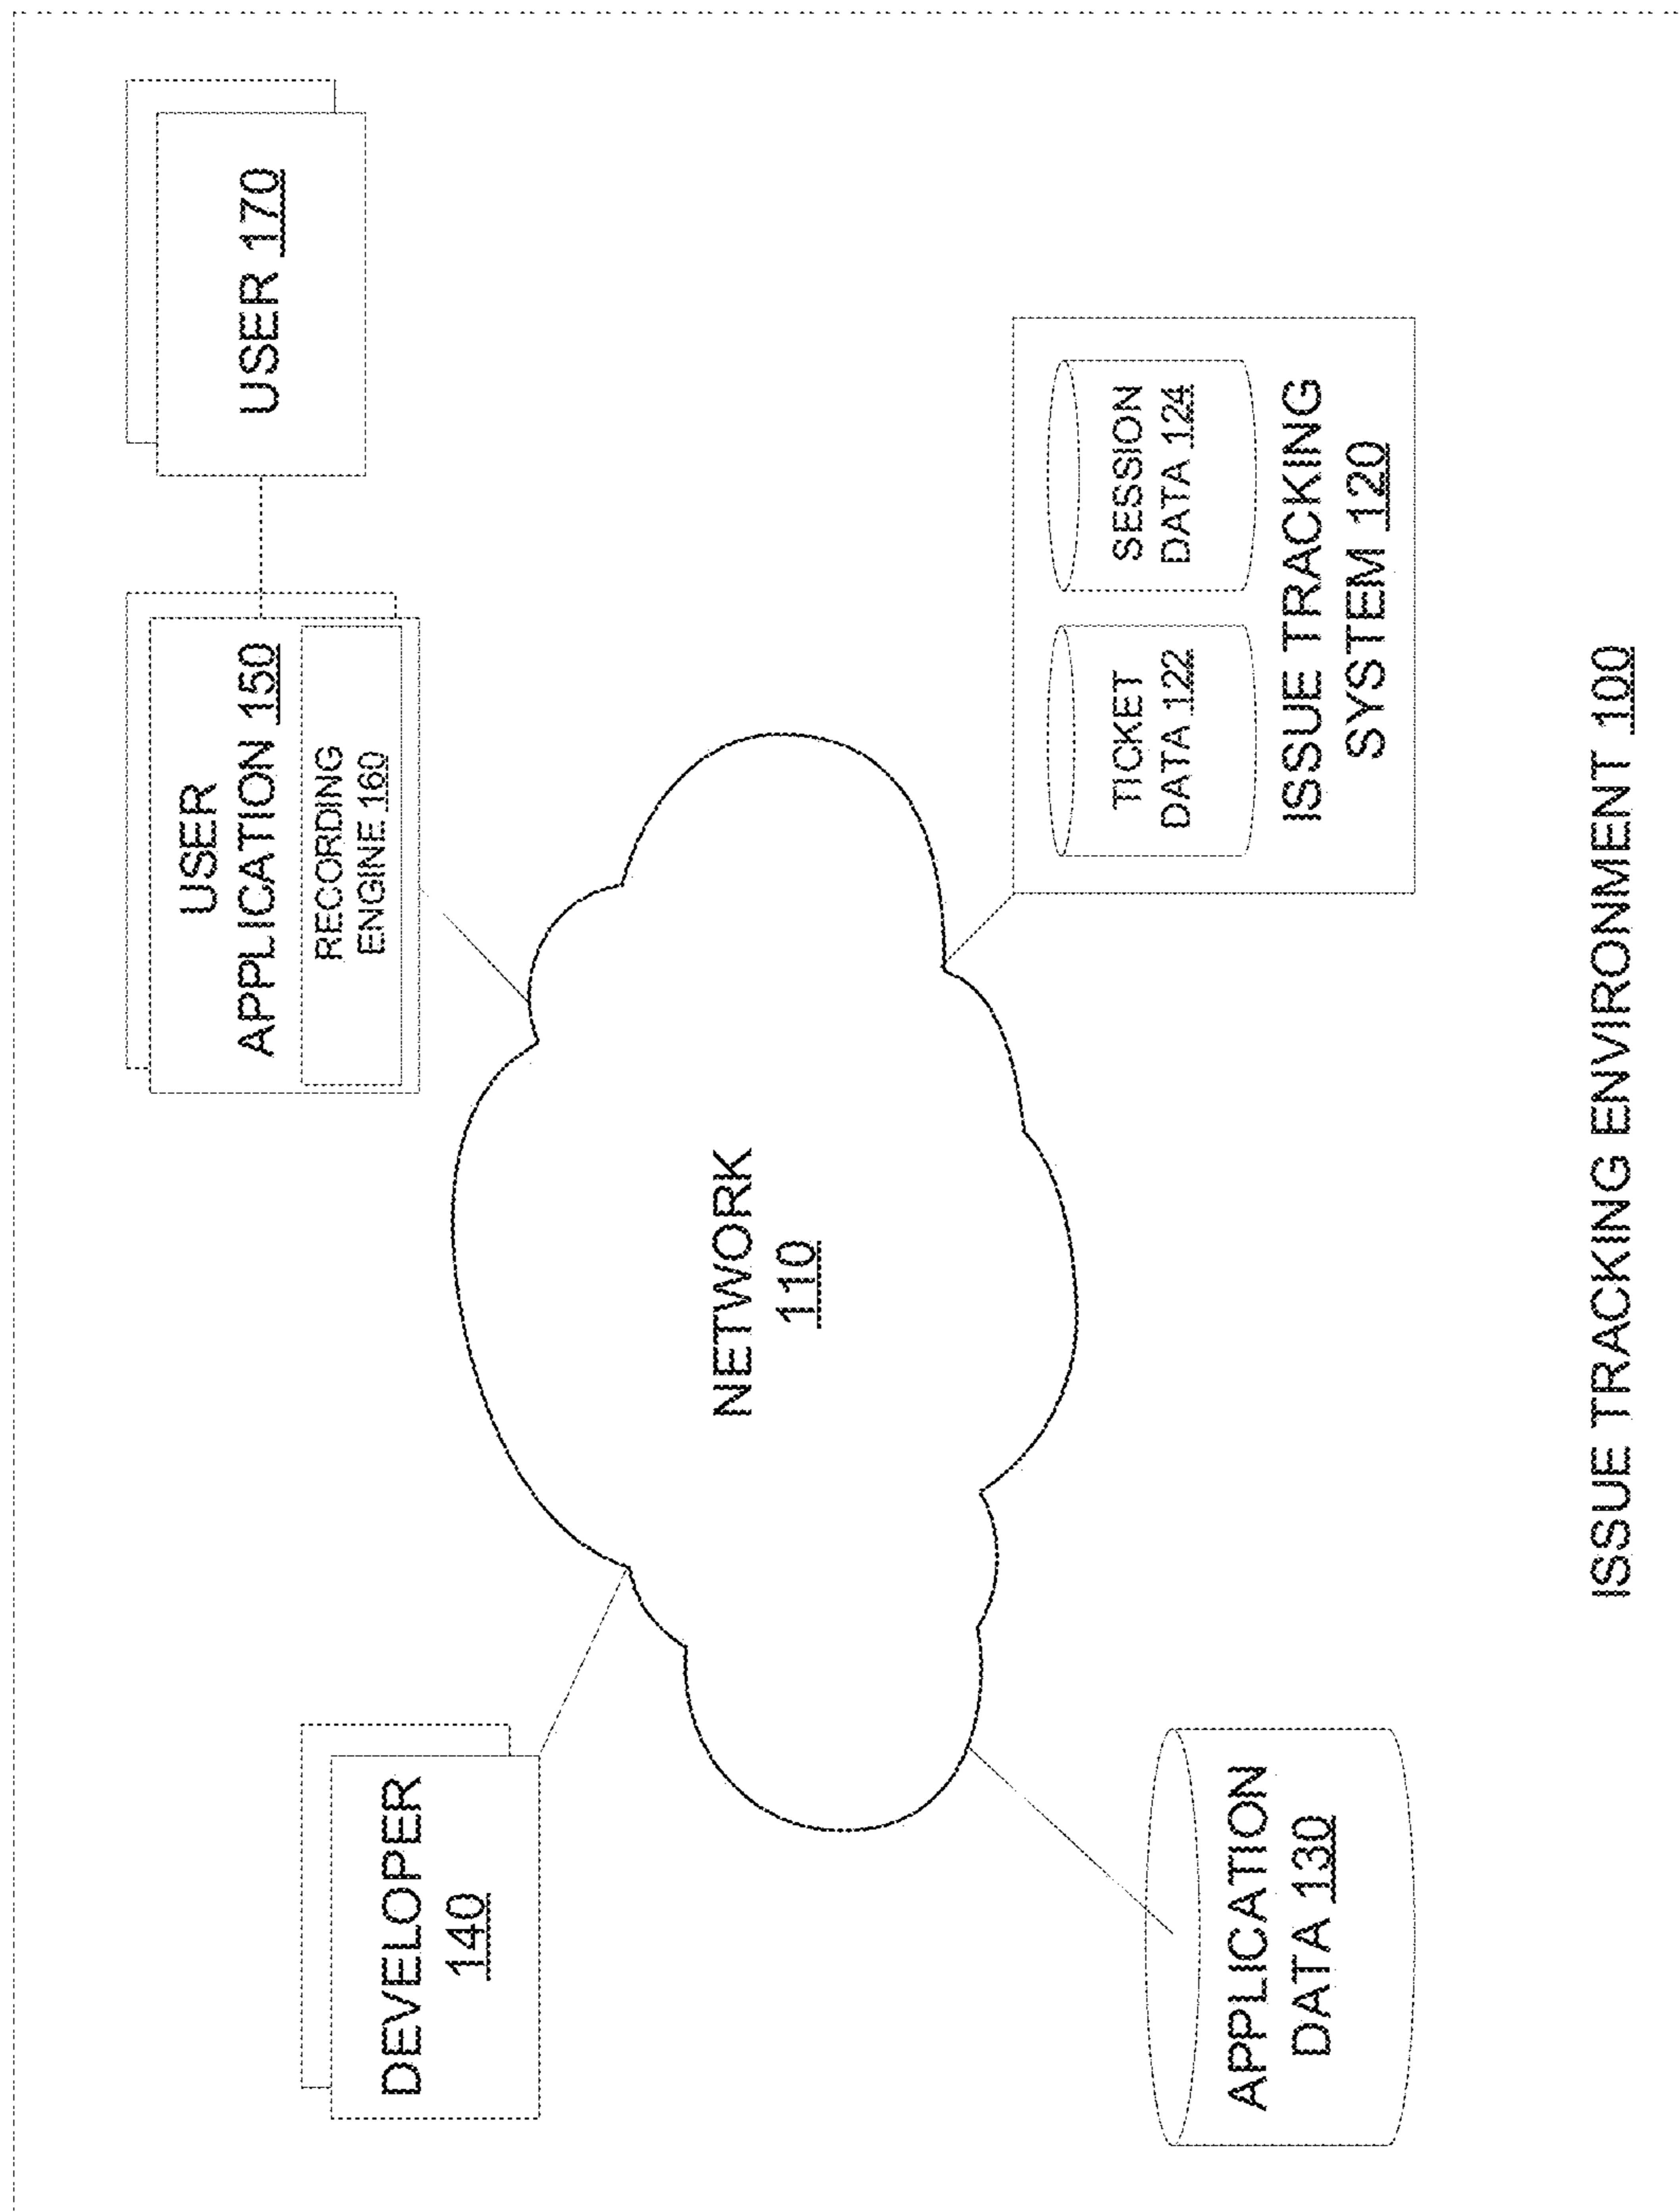 DEVELOPER
140
USER
APPLICATION 150
RECORDING
ENGINE 160
USER 170
NETWORK
110
APPLICATION
DATA 130
TICKET
DATA 122
SESSION
DATA 124
ISSUE TRACKING
SYSTEM 120
ISSUE TRACKING ENVIRONMENT 100